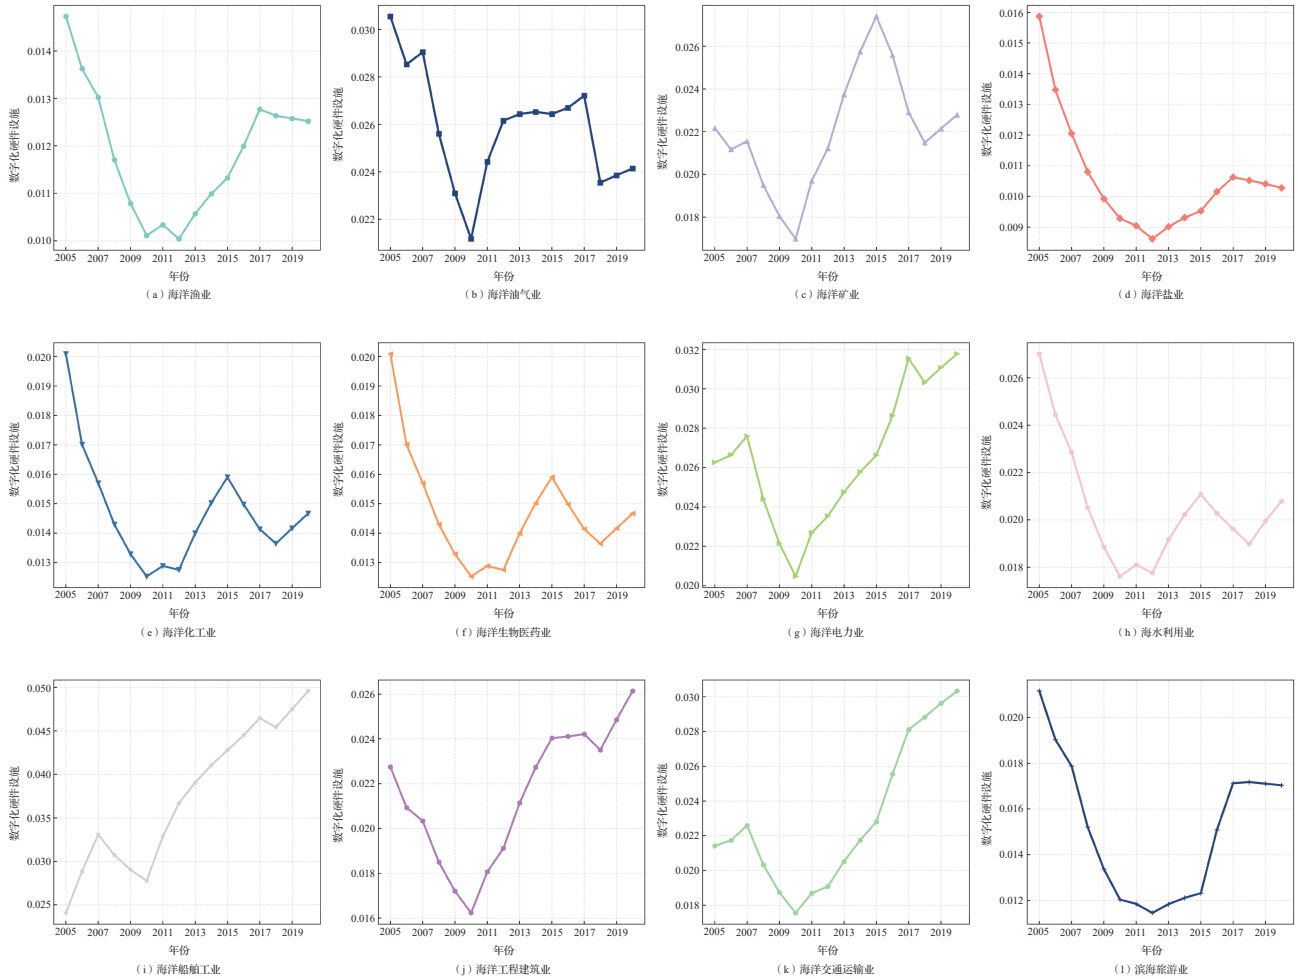 0.014
0.013
0.012
0.011
0.010
数字化硬件设施
2005 2007 2009 2011 2013 2015 2017 2019
年份
（a）海洋渔业
0.030
0.028
0.026
0.024
0.022
数字化硬件设施
2005 2007 2009 2011 2013 2015 2017 2019
年份
（b）海洋油气业
0.026
0.024
0.022
0.020
0.018
数字化硬件设施
2005 2007 2009 2011 2013 2015 2017 2019
年份
（c）海洋矿业
0.016
0.015
0.014
0.013
0.012
0.011
0.010
0.009
数字化硬件设施
2005 2007 2009 2011 2013 2015 2017 2019
年份
（d）海洋盐业
0.020
0.019
0.018
0.017
0.016
0.015
0.014
0.013
数字化硬件设施
2005 2007 2009 2011 2013 2015 2017 2019
年份
（e）海洋化工业
0.020
0.019
0.018
0.017
0.016
0.015
0.014
0.013
数字化硬件设施
2005 2007 2009 2011 2013 2015 2017 2019
年份
（f）海洋生物医药业
0.032
0.030
0.028
0.026
0.024
0.022
0.020
数字化硬件设施
2005 2007 2009 2011 2013 2015 2017 2019
年份
（g）海洋电力业
0.026
0.024
0.022
0.020
0.018
数字化硬件设施
2005 2007 2009 2011 2013 2015 2017 2019
年份
（h）海水利用业
0.050
0.045
0.040
0.035
0.030
0.025
数字化硬件设施
2005 2007 2009 2011 2013 2015 2017 2019
年份
（i）海洋船舶工业
0.026
0.024
0.022
0.020
0.018
0.016
数字化硬件设施
2005 2007 2009 2011 2013 2015 2017 2019
年份
（j）海洋工程建筑业
0.030
0.028
0.026
0.024
0.022
0.020
0.018
数字化硬件设施
2005 2007 2009 2011 2013 2015 2017 2019
年份
（k）海洋交通运输业
0.020
0.018
0.016
0.014
0.012
数字化硬件设施
2005 2007 2009 2011 2013 2015 2017 2019
年份
（l）滨海旅游业